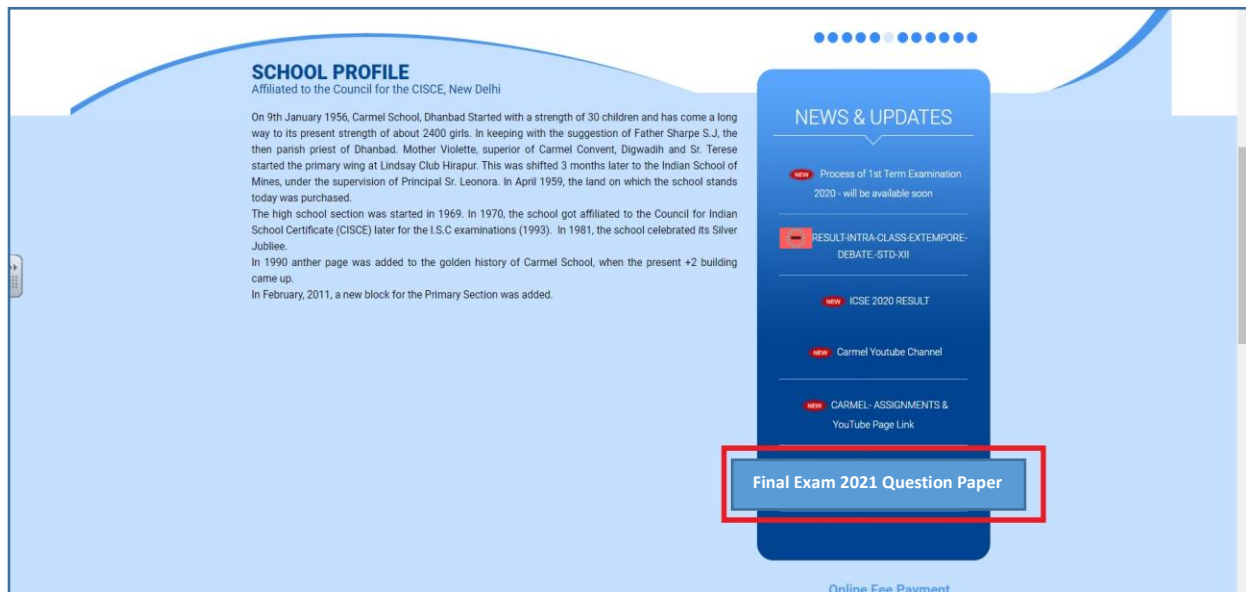 SCHOOL PROFILE
Affiliated to the Council for the CISCE, New Delhi
On 9th January 1956, Carmel School, Dhanbad Started with a strength of 30 children and has come a long
way to its present strength of about 2400 girls. In keeping with the suggestion of Father Sharpe S.J, the
then parish priest of Dhanbad. Mother Violette, superior of Carmel Convent, Digwadih and Sr. Terese
started the primary wing at Lindsay Club Hirapur. This was shifted 3 months later to the Indian School of
Mines, under the supervision of Principal Sr. Leonora. In April 1959, the land on which the school stands
today was purchased.
The high school section was started in 1969. In 1970, the school got affiliated to the Council for Indian
School Certificate (CISCE) later for the I.S.C examinations (1993). In 1981, the school celebrated its Silver
Jubliee.
In 1990 anther page was added to the golden history of Carmel School, when the present +2 building
came up.
In February, 2011, a new block for the Primary Section was added.
NEWS & UPDATES
NEW Process of 1st Term Examination
2020 - will be available soon
RESULT-INTRA-CLASS-EXTEMPORE-
DEBATE.-STD-XII
NEW ICSE 2020 RESULT
NEW Carmel Youtube Channel
NEW CARMEL- ASSIGNMENTS &
YouTube Page Link
Final Exam 2021 Question Paper
Online Fee Payment